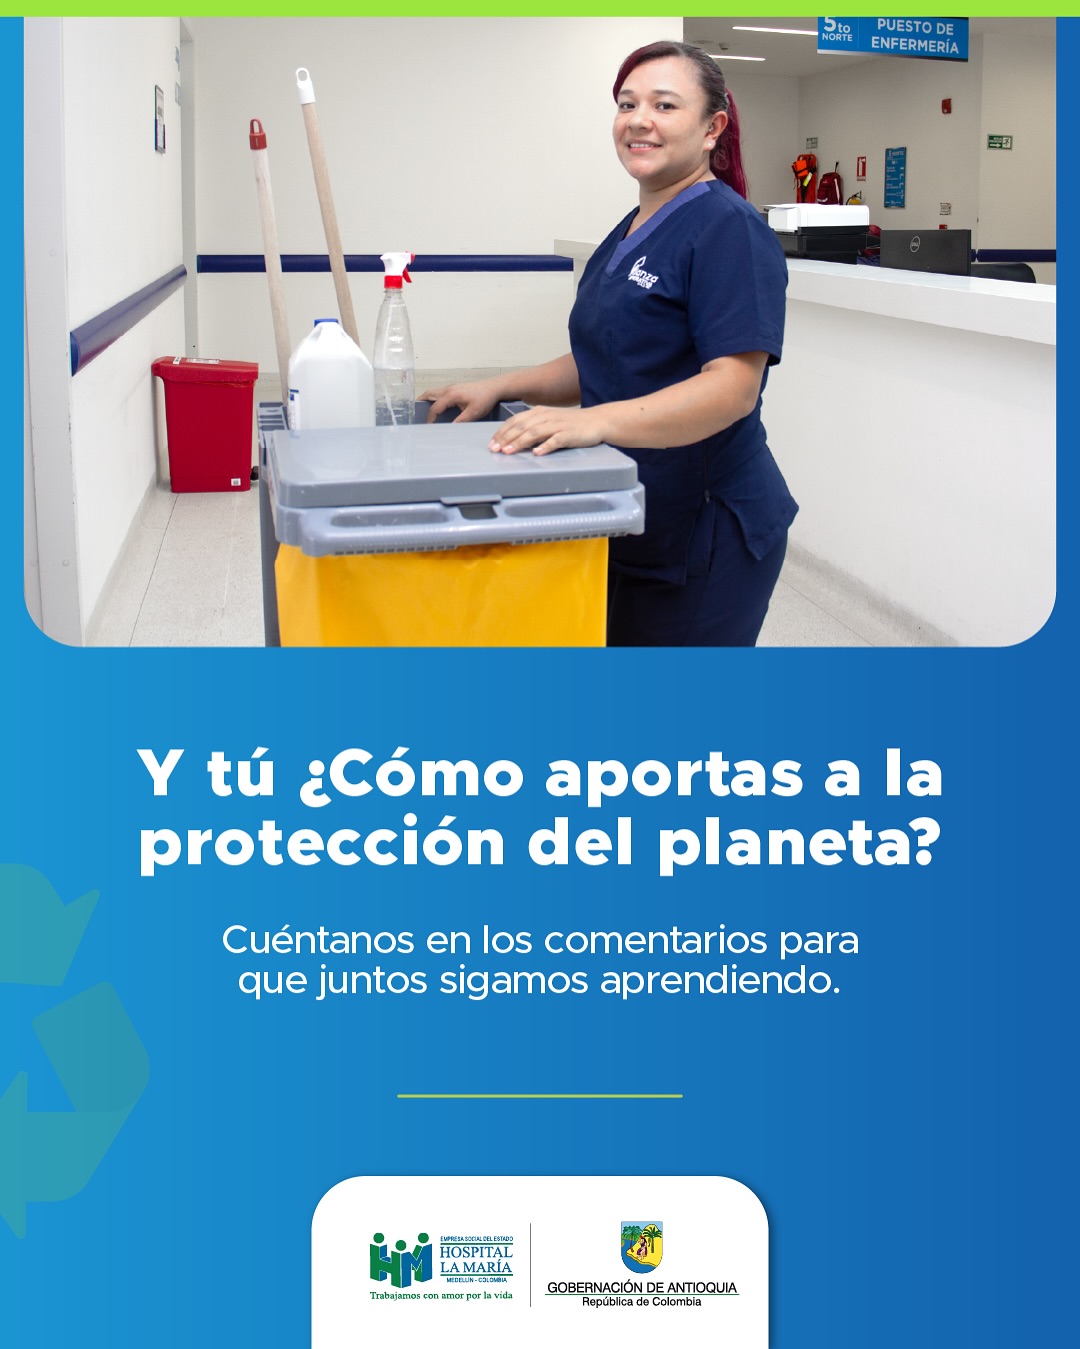 5to
NORTE
PUESTO DE
ENFERMERÍA
Y tú ¿Cómo aportas a la
protección del planeta?
Cuéntanos en los comentarios para
que juntos sigamos aprendiendo.
EMPRESA SOCIAL DEL ESTADO
HOSPITAL
LA MARÍA
MEDELLÍN - COLOMBIA
Trabajamos con amor por la vida
GOBERNACIÓN DE ANTIOQUIA
República de Colombia